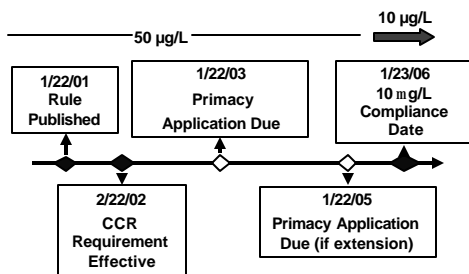 10 µg/L
50 µg/L
1/22/01
Rule
Published
1/22/03
Primacy
Application Due
1/23/06
10 mg/L
Compliance
Date
2/22/02
CCR
Requirement
Effective
1/22/05
Primacy Application
Due (if extension)